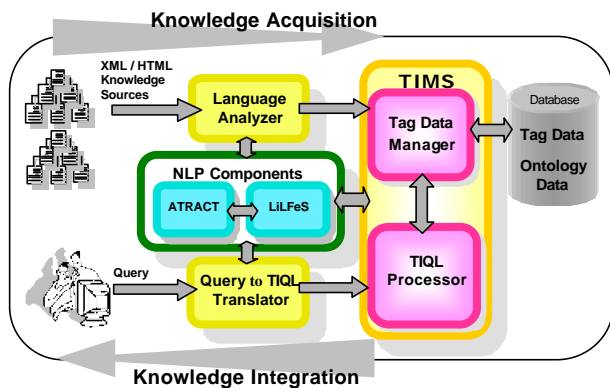 Knowledge Acquisition
XML / HTML
Knowledge
Sources
Language
Analyzer
TIMS
Tag Data
Manager
Database
Tag Data
Ontology
Data
NLP Components
ATRACT
LiLFeS
Query
Query to TIQL
Translator
TIQL
Processor
Knowledge Integration